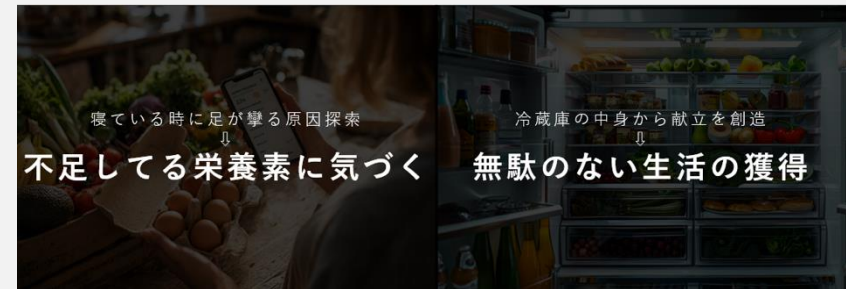 寝ている時に足が攣る原因探索
⇩
不足してる栄養素に気づく
冷蔵庫の中身から献立を創造
⇩
無駄のない生活の獲得